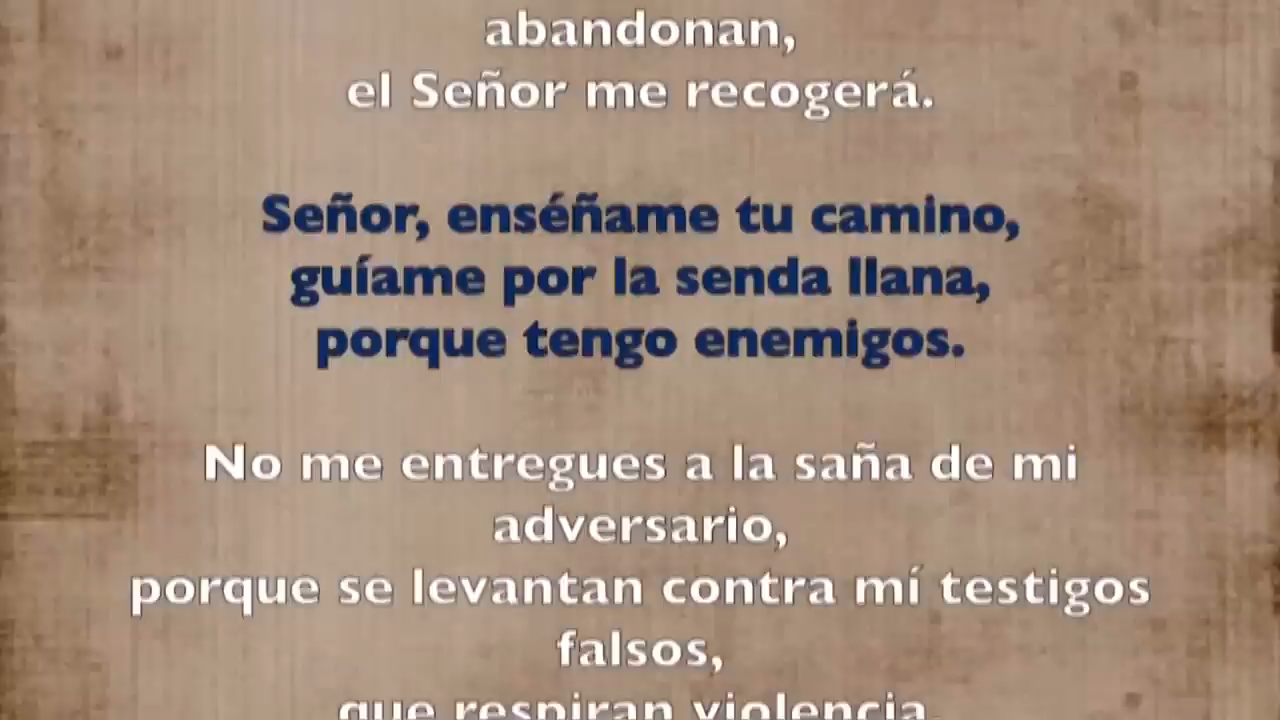 abandonan,
el Señor me recogerá.
Señor, enséñame tu camino,
guíame por la senda llana,
porque tengo enemigos.
No me entregues a la saña de mi
adversario,
porque se levantan contra mí testigos
falsos,
que respiran violencia